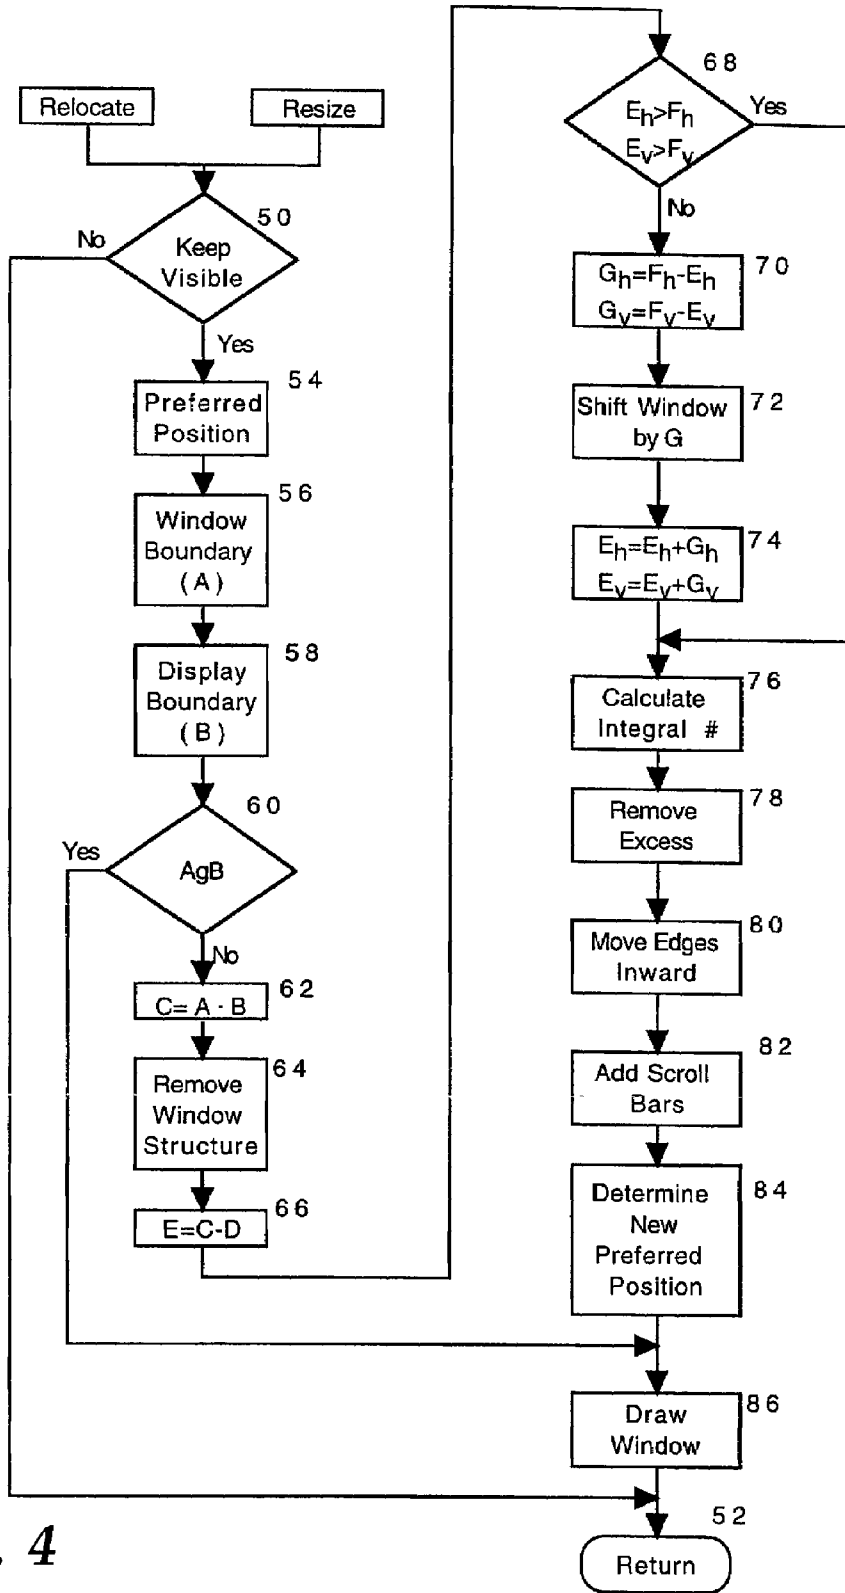 Relocate
Resize
50
Keep
Visible
No
Yes
54
Preferred
Position
56
Window
Boundary
(A)
58
Display
Boundary
(B)
60
AgB
Yes
No
62
C= A - B
64
Remove
Window
Structure
66
E=C-D
68
Eh>Fh
Ev>Fv
Yes
No
70
Gh=Fh-Eh
Gv=Fv-Ev
72
Shift Window
by G
74
Eh=Eh+Gh
Ev=Ev+Gv
76
Calculate
Integral #
78
Remove
Excess
80
Move Edges
Inward
82
Add Scroll
Bars
84
Determine
New
Preferred
Position
86
Draw
Window
52
Return
. 4